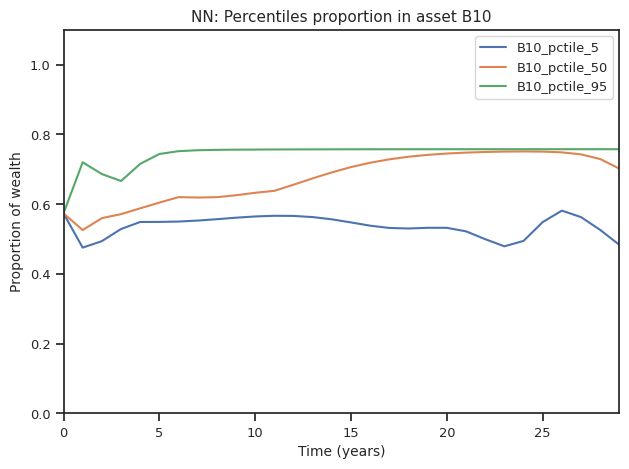 NN: Percentiles proportion in asset B10
B10_pctile_5
B10_pctile_50
B10_pctile_95
1.0
0.8
0.6
0.4
0.2
0.0
Proportion of wealth
0 5 10 15 20 25
Time (years)